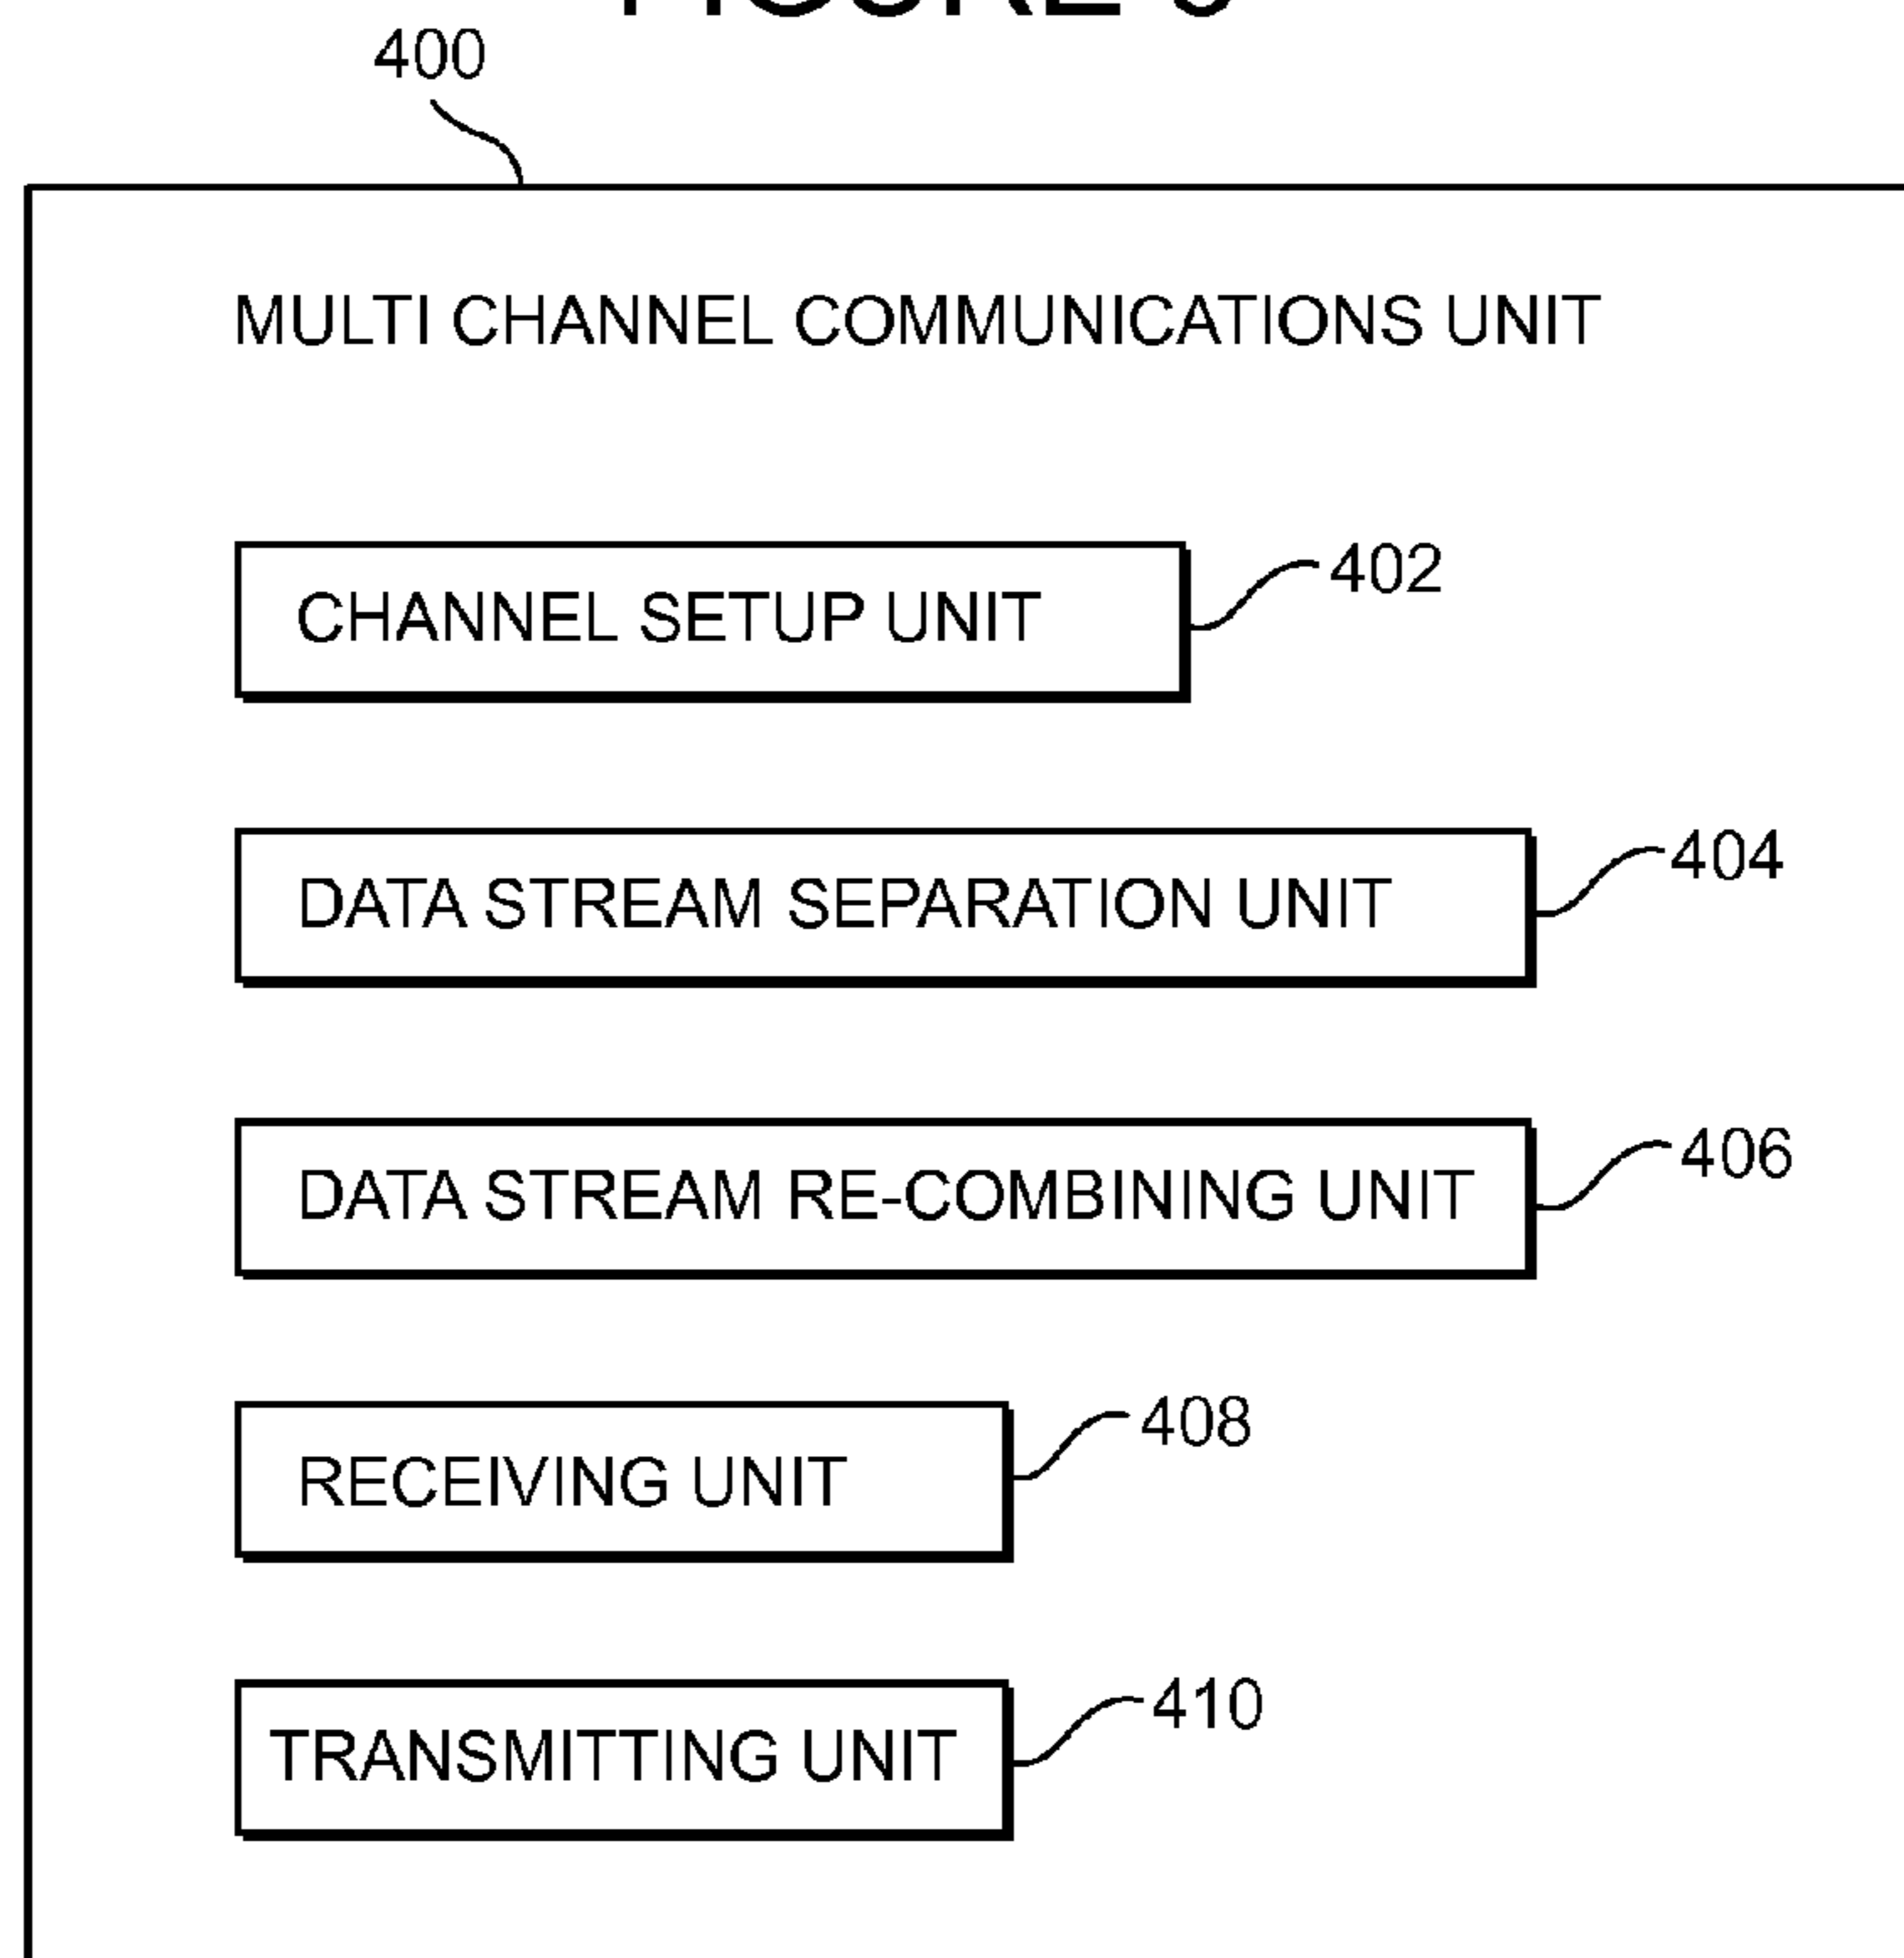 400
MULTI CHANNEL COMMUNICATIONS UNIT
CHANNEL SETUP UNIT
402
DATA STREAM SEPARATION UNIT
404
DATA STREAM RE-COMBINING UNIT
406
RECEIVING UNIT
408
TRANSMITTING UNIT
410